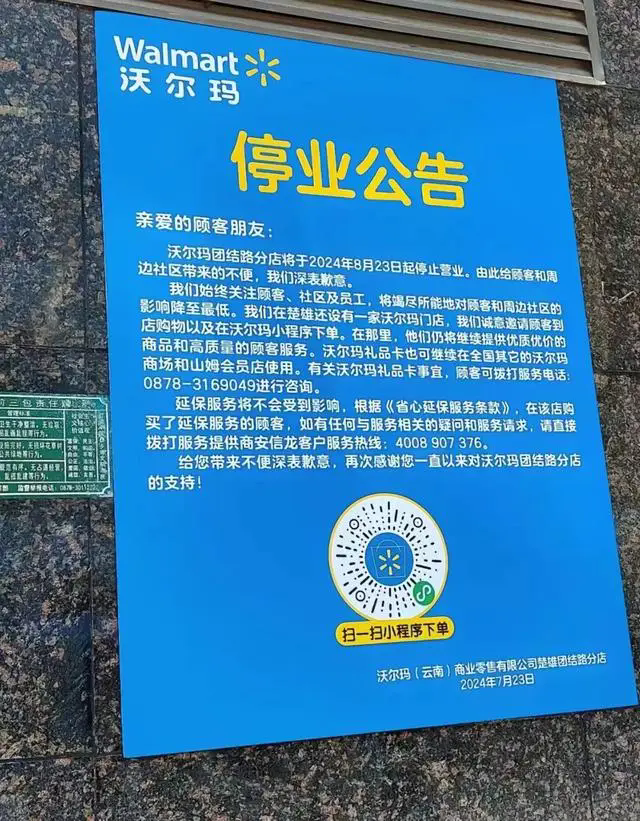 Walmart
沃尔玛
停业公告
亲爱的顾客朋友：
沃尔玛团结路分店将于2024年8月23日起停止营业。由此给顾客和周
边社区带来的不便，我们深表歉意。
我们始终关注顾客、社区及员工，将竭尽所能地对顾客和周边社区的
影响降至最低。我们在楚雄还设有一家沃尔玛门店，我们诚意邀请顾客到
店购物以及在沃尔玛小程序下单。在那里，他们仍将继续提供优质优价的
商品和高质量的顾客服务。沃尔玛礼品卡也可继续在全国其它的沃尔玛
商场和山姆会员店使用。有关沃尔玛礼品卡事宜，顾客可拨打服务电话：
0878-3169049进行咨询。
延保服务将不会受到影响，根据《省心延保服务条款》，在该店购
买了延保服务的顾客，如有任何与服务相关的疑问和服务请求，请直接
拨打服务提供商安信龙客户服务热线：4008 907 376。
给您带来不便深表歉意，再次感谢您一直以来对沃尔玛团结路分店
的支持！
扫一扫小程序下单
沃尔玛（云南）商业零售有限公司楚雄团结路分店
2024年7月23日